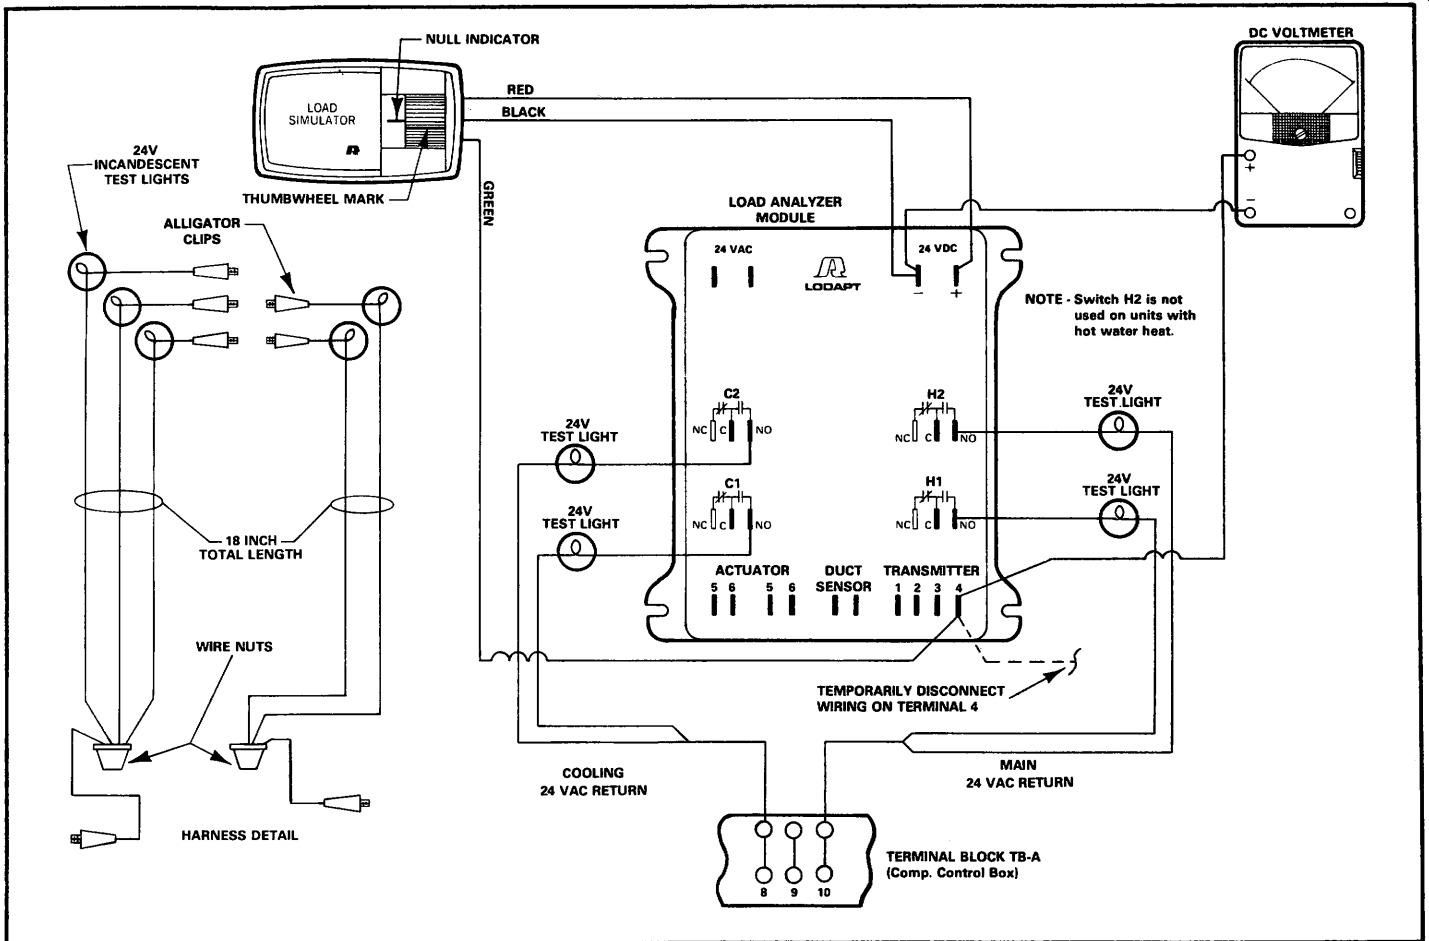 NULL INDICATOR
DC VOLTMETER
RED
BLACK
LOAD
SIMULATOR
R
THUMBWHEEL MARK
GREEN
24V
INCANDESCENT
TEST LIGHTS
ALLIGATOR
CLIPS
+
−
LOAD ANALYZER
MODULE
24 VAC
24 VDC
R
LODAPT
− +
NOTE - Switch H2 is not
used on units with
hot water heat.
C2
NC C NO
H2
NC C NO
24V
TEST LIGHT
24V
TEST LIGHT
C1
NC C NO
H1
NC C NO
24V
TEST LIGHT
24V
TEST LIGHT
18 INCH
TOTAL LENGTH
ACTUATOR
5 6 5 6
DUCT
SENSOR
TRANSMITTER
1 2 3 4
WIRE NUTS
TEMPORARILY DISCONNECT
WIRING ON TERMINAL 4
COOLING
24 VAC RETURN
MAIN
24 VAC RETURN
HARNESS DETAIL
TERMINAL BLOCK TB-A
(Comp. Control Box)
8 9 10